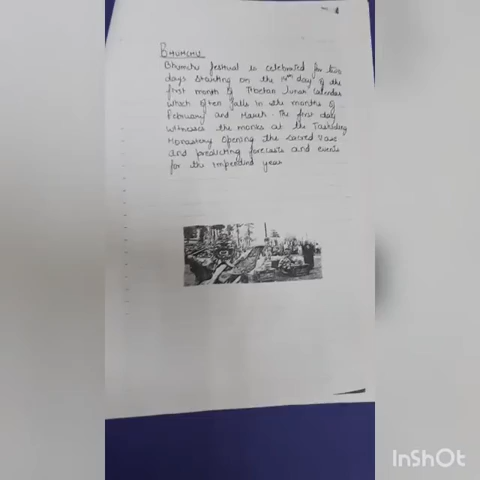 BHUMCHU
Bhumchu festival is celebrated for two
days starting on the 14th day of the
first month of Tibetan lunar calendar
which often falls in the months of
February and March. The first day
witnesses the monks at the Tashiding
Monastery opening the sacred vase
and predicting forecasts and events
for the impending year
InShOt